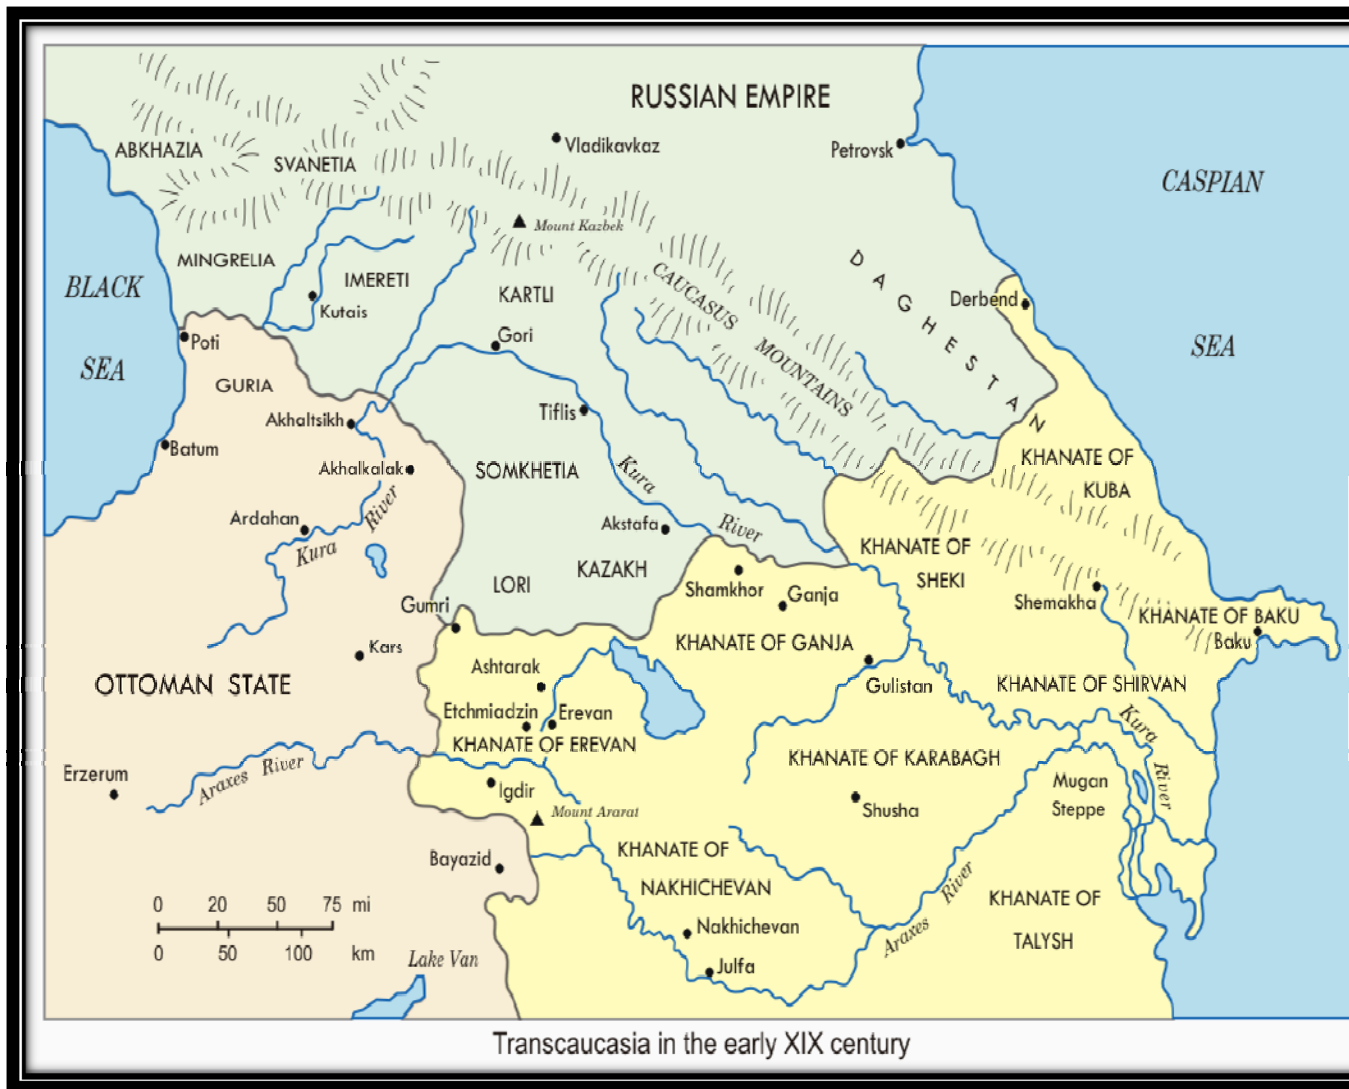 RUSSIAN EMPIRE
Vladikavkaz
Petrovsk
ABKHAZIA
SVANETIA
CASPIAN
SEA
Mount Kazbek
MINGRELIA
IMERETI
BLACK
SEA
KARTLI
CAUCASUS
MOUNTAINS
DAGHESTAN
Derbend
Kutais
Poti
Gori
GURIA
Akhaltsikh
Tiflis
Batum
Akhalkalak
SOMKHETIA
Kura
River
KHANATE OF
KUBA
Ardahan
Kura
River
Akstafa
KHANATE OF
SHEKI
LORI
KAZAKH
Shamkhor
Ganja
Shemakha
Gumri
KHANATE OF BAKU
Baku
Kars
KHANATE OF GANJA
Ashtarak
OTTOMAN STATE
Gulistan
KHANATE OF SHIRVAN
Etchmiadzin
Erevan
KHANATE OF EREVAN
Kura
River
KHANATE OF KARABAGH
Erzerum
Araxes River
Igdir
Mugan
Steppe
Mount Ararat
Shusha
KHANATE OF
NAKHICHEVAN
Bayazid
Araxes
River
KHANATE OF
TALYSH
0 20 50 75 mi
0 50 100 km
Nakhichevan
Lake Van
Julfa
Transcaucasia in the early XIX century